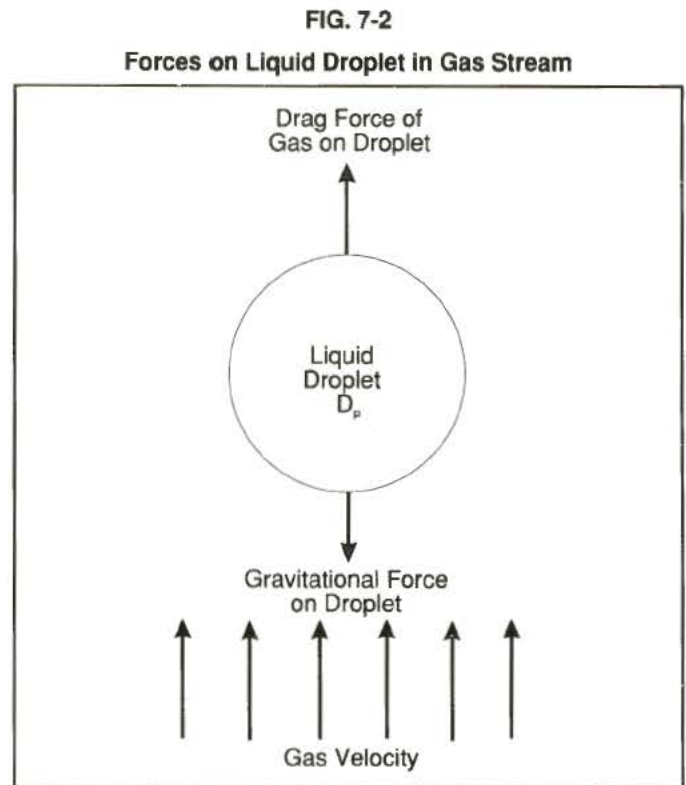 FIG. 7-2
Forces on Liquid Droplet in Gas Stream
Drag Force of
Gas on Droplet
Liquid
Droplet
Dₚ
Gravitational Force
on Droplet
Gas Velocity